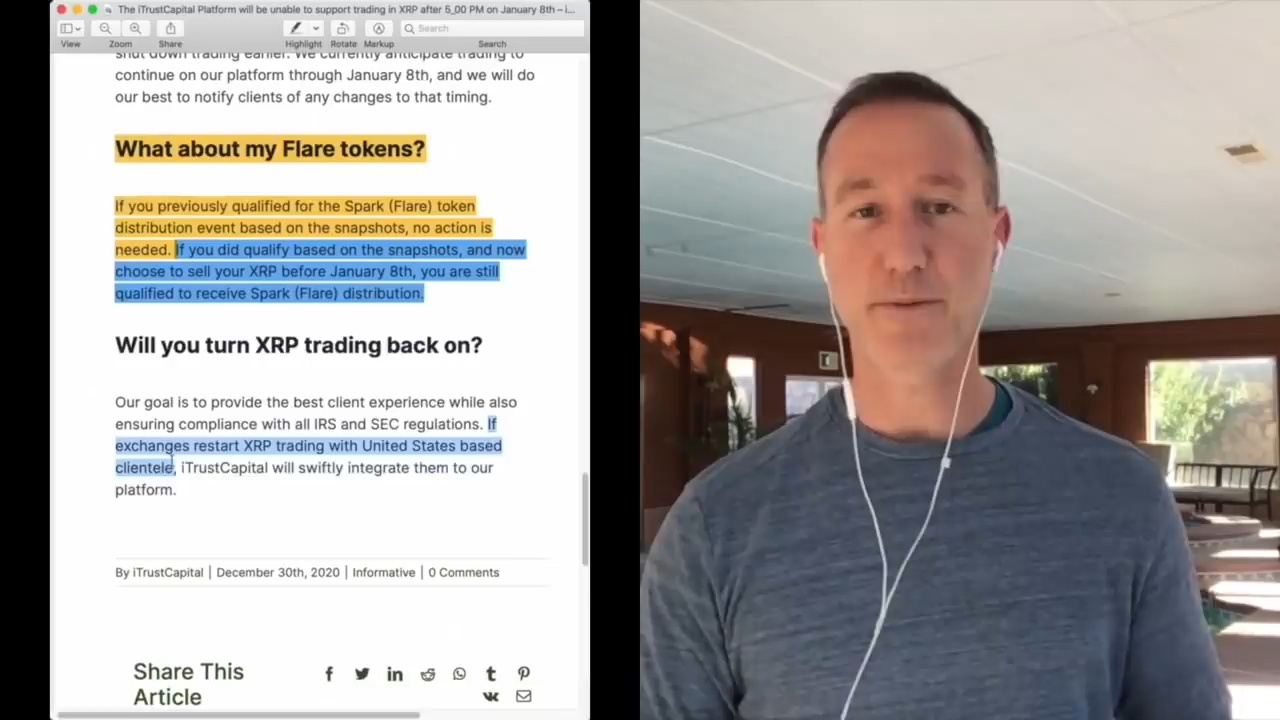 The iTrustCapital Platform will be unable to support trading in XRP after 5_00 PM on January 8th – i...
View
Zoom
Share
Highlight
Rotate
Markup
Search
Search
shut down trading earlier. We currently anticipate trading to
continue on our platform through January 8th, and we will do
our best to notify clients of any changes to that timing.
What about my Flare tokens?
If you previously qualified for the Spark (Flare) token
distribution event based on the snapshots, no action is
needed. If you did qualify based on the snapshots, and now
choose to sell your XRP before January 8th, you are still
qualified to receive Spark (Flare) distribution.
Will you turn XRP trading back on?
Our goal is to provide the best client experience while also
ensuring compliance with all IRS and SEC regulations. If
exchanges restart XRP trading with United States based
clientele, iTrustCapital will swiftly integrate them to our
platform.
By iTrustCapital | December 30th, 2020 | Informative | 0 Comments
Share This
Article